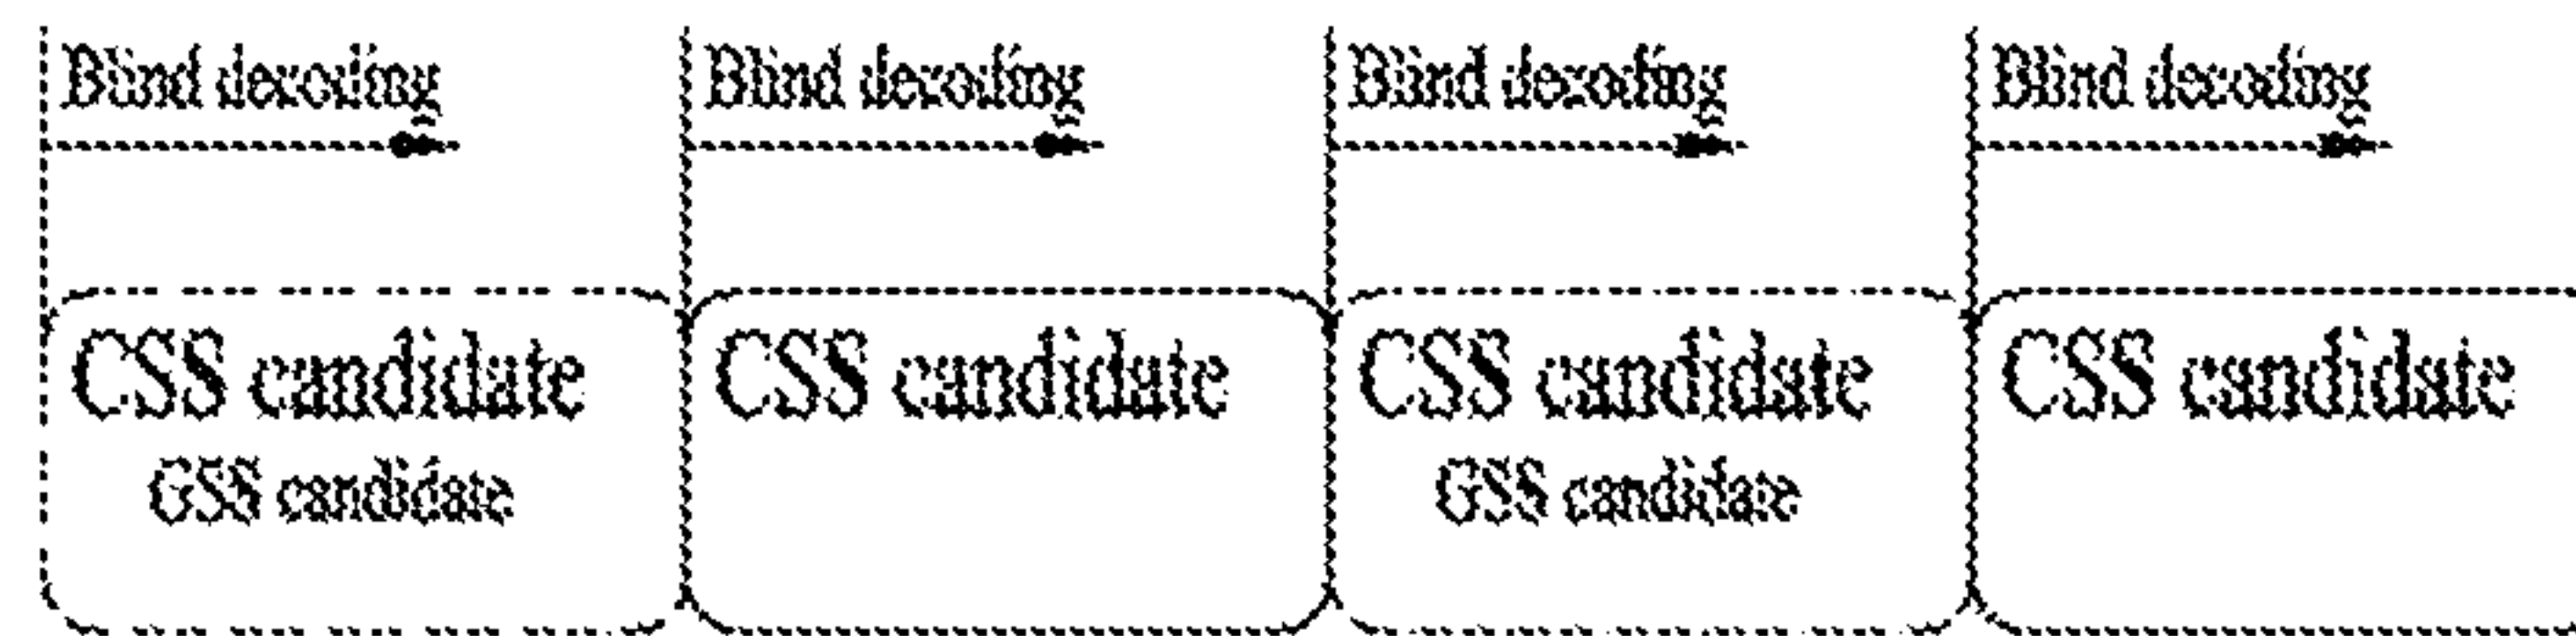 Blind decoding Blind decoding Blind decoding Blind decoding
CSS candidate CSS candidate CSS candidate CSS candidate
GSS candidate GSS candidate